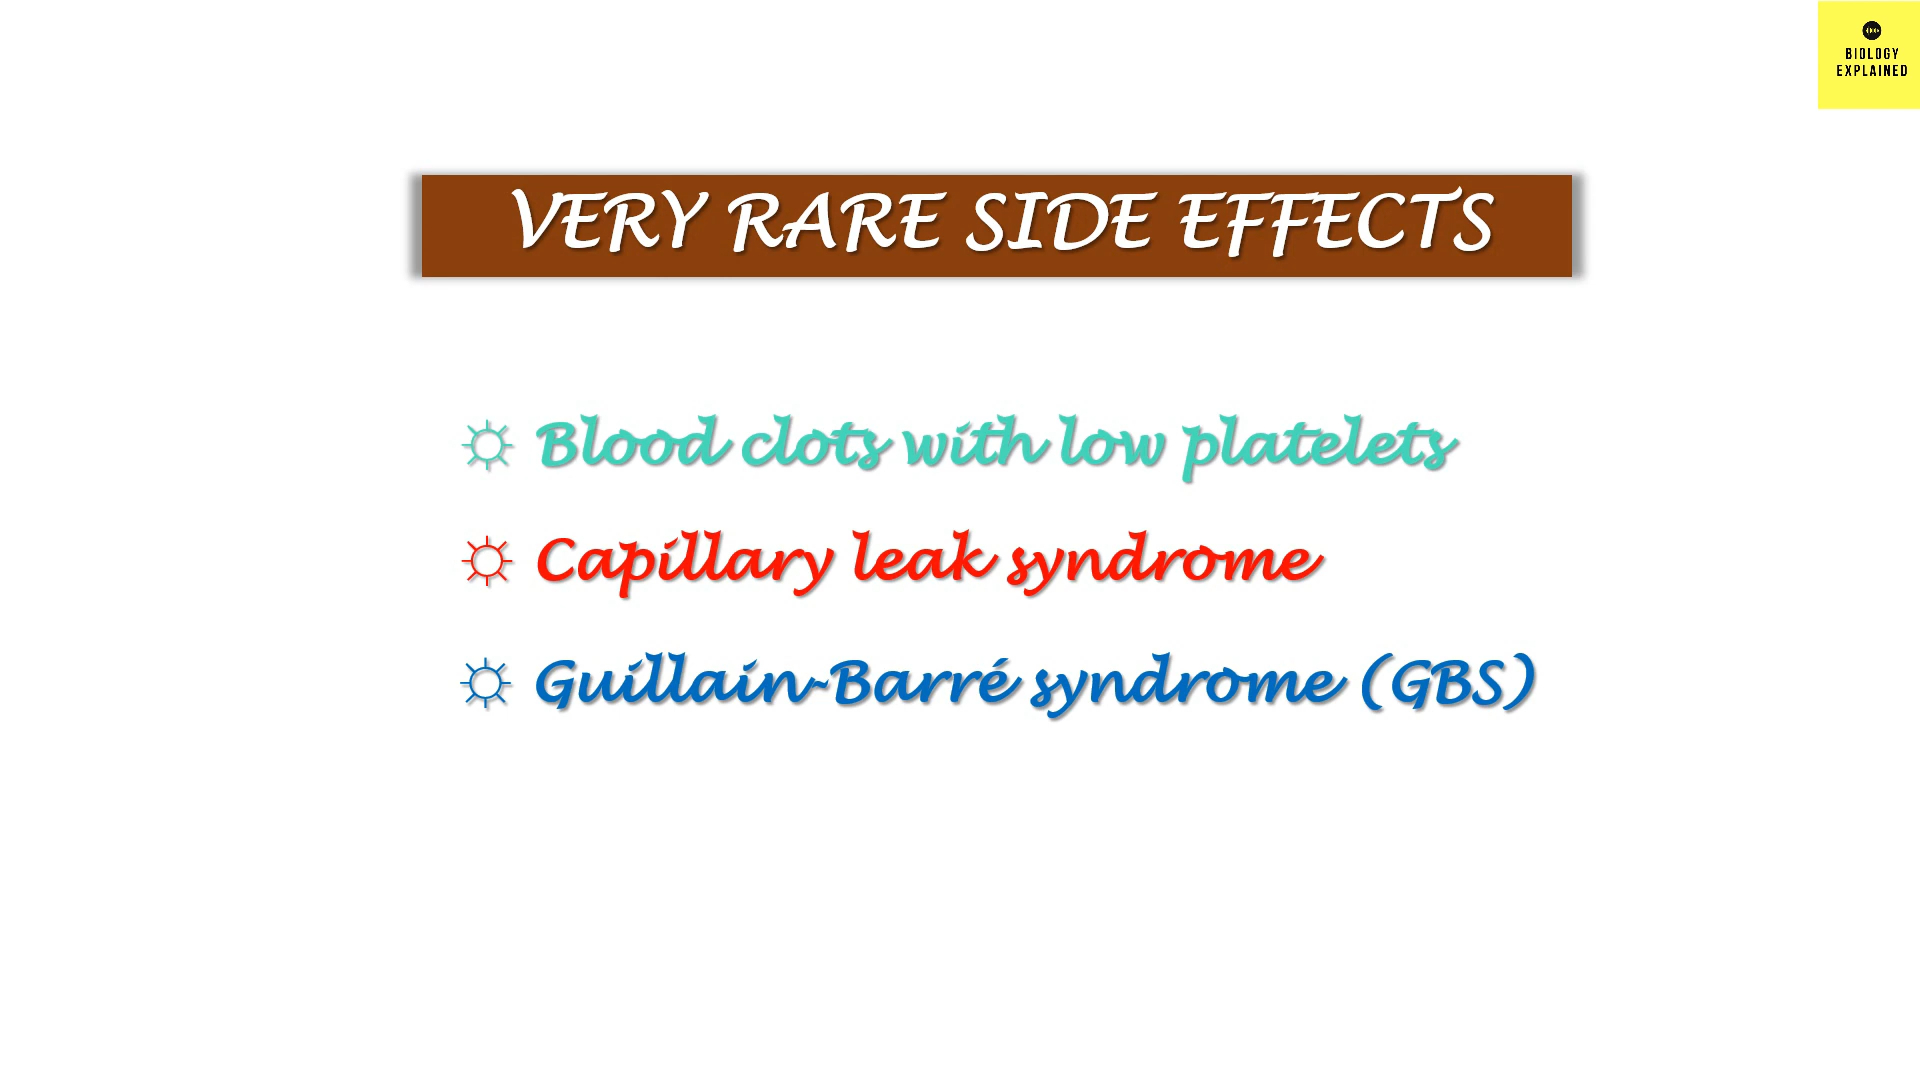 BIOLOGY
EXPLAINED
VERY RARE SIDE EFFECTS
☼ Blood clots with low platelets
☼ Capillary leak syndrome
☼ Guillain-Barré syndrome (GBS)